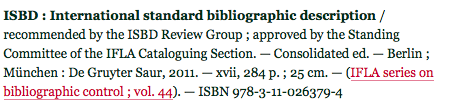 ISBD : International standard bibliographic description /
recommended by the ISBD Review Group ; approved by the Standing
Committee of the IFLA Cataloguing Section. — Consolidated ed. — Berlin ;
München : De Gruyter Saur, 2011. — xvii, 284 p. ; 25 cm. — (IFLA series on
bibliographic control ; vol. 44). — ISBN 978-3-11-026379-4